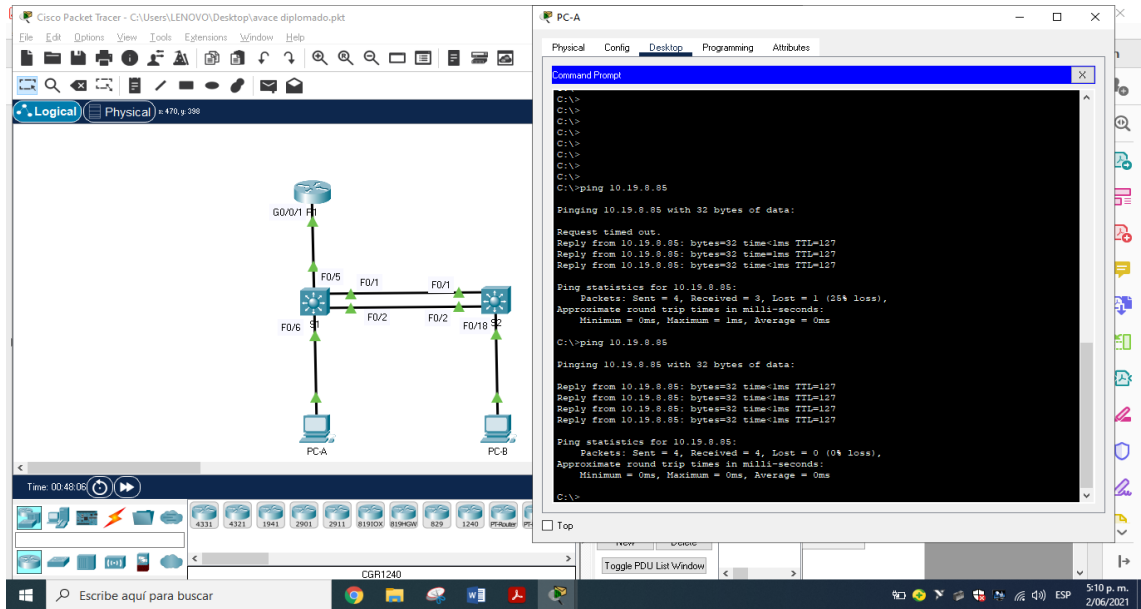 Cisco Packet Tracer - C:\Users\LENOVO\Desktop\avace diplomado.pkt
File Edit Options View Tools Extensions Window Help
Logical Physical x: 470, y: 398
G0/0/1 R1
F0/5 F0/1 F0/1
F0/6 S1 F0/2 F0/2 F0/18 S2
PC-A PC-B
Time: 00:48:06
4331 4321 1941 2901 2911 819IOX 819HGW 829 1240 PT-Router
CGR1240
PC-A
Physical Config Desktop Programming Attributes
Command Prompt X
C:\>
C:\>
C:\>
C:\>
C:\>
C:\>
C:\>
C:\>
C:\>ping 10.19.8.85
Pinging 10.19.8.85 with 32 bytes of data:
Request timed out.
Reply from 10.19.8.85: bytes=32 time<1ms TTL=127
Reply from 10.19.8.85: bytes=32 time=1ms TTL=127
Reply from 10.19.8.85: bytes=32 time<1ms TTL=127
Ping statistics for 10.19.8.85:
Packets: Sent = 4, Received = 3, Lost = 1 (25% loss),
Approximate round trip times in milli-seconds:
Minimum = 0ms, Maximum = 1ms, Average = 0ms
C:\>ping 10.19.8.85
Pinging 10.19.8.85 with 32 bytes of data:
Reply from 10.19.8.85: bytes=32 time<1ms TTL=127
Reply from 10.19.8.85: bytes=32 time<1ms TTL=127
Reply from 10.19.8.85: bytes=32 time<1ms TTL=127
Reply from 10.19.8.85: bytes=32 time<1ms TTL=127
Ping statistics for 10.19.8.85:
Packets: Sent = 4, Received = 4, Lost = 0 (0% loss),
Approximate round trip times in milli-seconds:
Minimum = 0ms, Maximum = 0ms, Average = 0ms
C:\>
Top
New Delete
Toggle PDU List Window
Escribe aquí para buscar
ESP
5:10 p. m.
2/06/2021